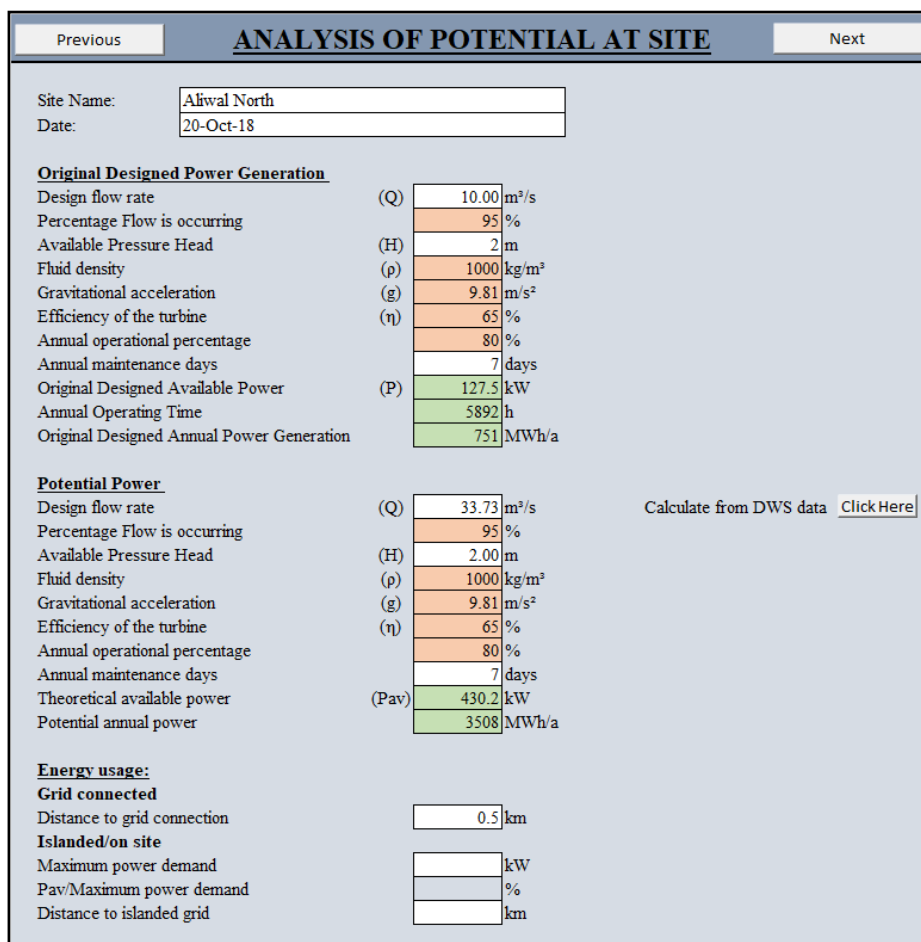 Previous ANALYSIS OF POTENTIAL AT SITE Next
Site Name: Aliwal North
Date: 20-Oct-18
Original Designed Power Generation
Design flow rate (Q) 10.00 m³/s
Percentage Flow is occurring 95 %
Available Pressure Head (H) 2 m
Fluid density (ρ) 1000 kg/m³
Gravitational acceleration (g) 9.81 m/s²
Efficiency of the turbine (η) 65 %
Annual operational percentage 80 %
Annual maintenance days 7 days
Original Designed Available Power (P) 127.5 kW
Annual Operating Time 5892 h
Original Designed Annual Power Generation 751 MWh/a
Potential Power
Design flow rate (Q) 33.73 m³/s Calculate from DWS data Click Here
Percentage Flow is occurring 95 %
Available Pressure Head (H) 2.00 m
Fluid density (ρ) 1000 kg/m³
Gravitational acceleration (g) 9.81 m/s²
Efficiency of the turbine (η) 65 %
Annual operational percentage 80 %
Annual maintenance days 7 days
Theoretical available power (Pav) 430.2 kW
Potential annual power 3508 MWh/a
Energy usage:
Grid connected
Distance to grid connection 0.5 km
Islanded/on site
Maximum power demand kW
Pav/Maximum power demand %
Distance to islanded grid km